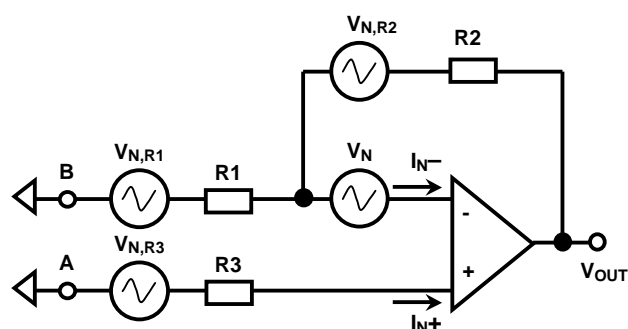 V_N,R2
R2
B
V_N,R1
R1
V_N
I_N−
-
A
V_N,R3
R3
+
I_N+
V_OUT